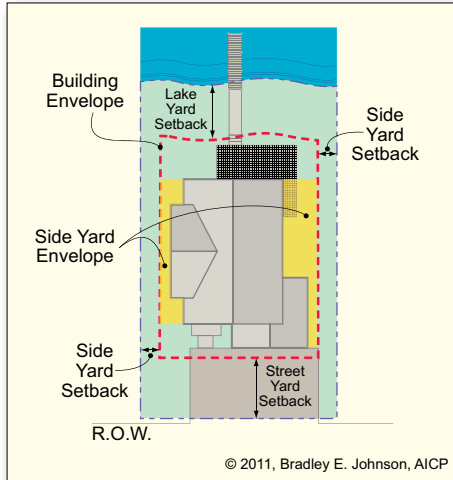 Building
Envelope
Lake
Yard
Setback
Side
Yard
Setback
Side Yard
Envelope
Side
Yard
Setback
Street
Yard
Setback
R.O.W.
© 2011, Bradley E. Johnson, AICP